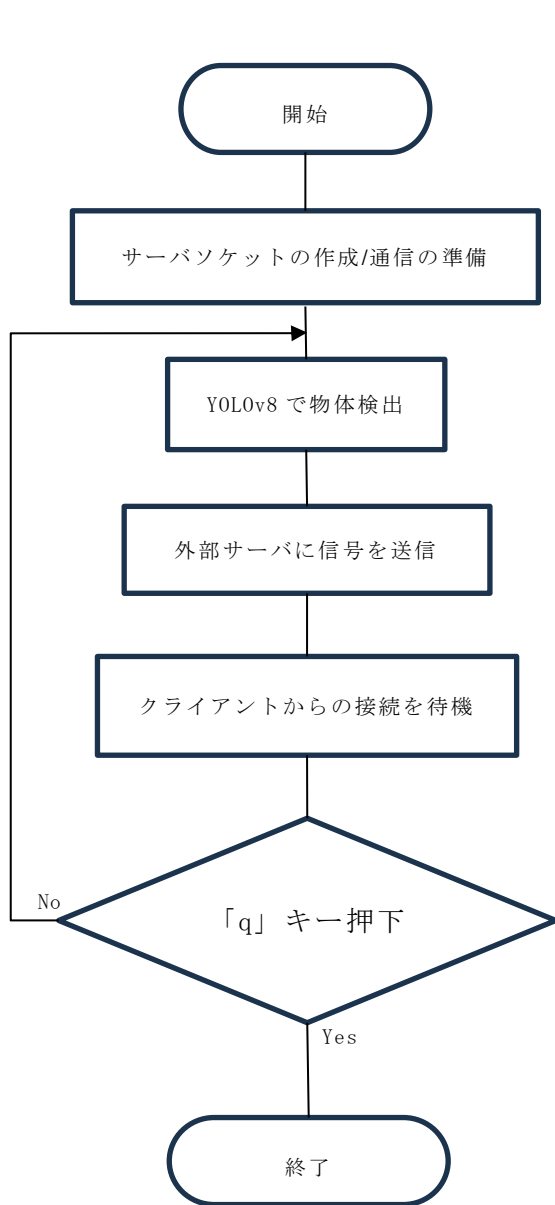 開始
サーバソケットの作成/通信の準備
YOLOv8で物体検出
外部サーバに信号を送信
クライアントからの接続を待機
「q」キー押下
No
Yes
終了